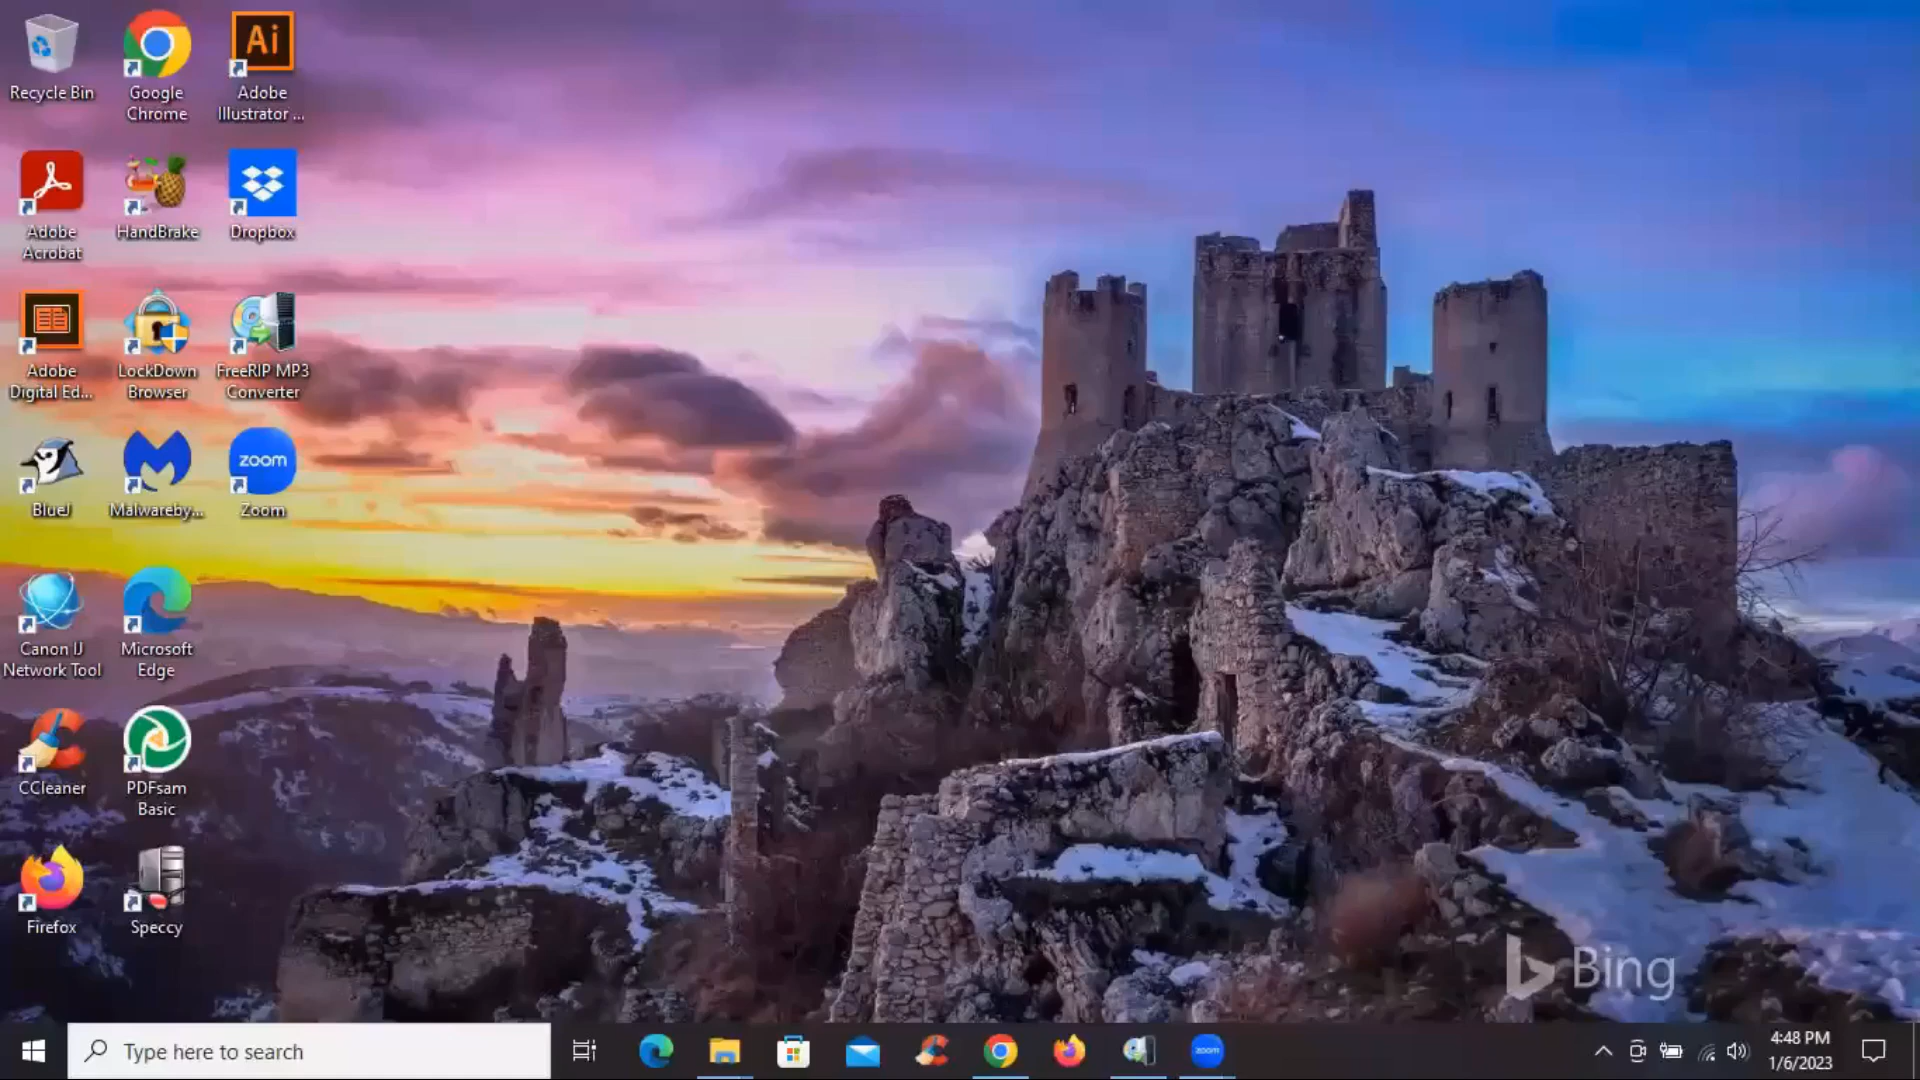 Recycle Bin
Google
Chrome
Ai
Adobe
Illustrator ...
Adobe
Acrobat
HandBrake
Dropbox
Adobe
Digital Ed...
LockDown
Browser
FreeRIP MP3
Converter
BlueJ
Malwareby...
zoom
Zoom
Canon IJ
Network Tool
Microsoft
Edge
CCleaner
PDFsam
Basic
Firefox
Speccy
Bing
Type here to search
zoom
4:48 PM
1/6/2023